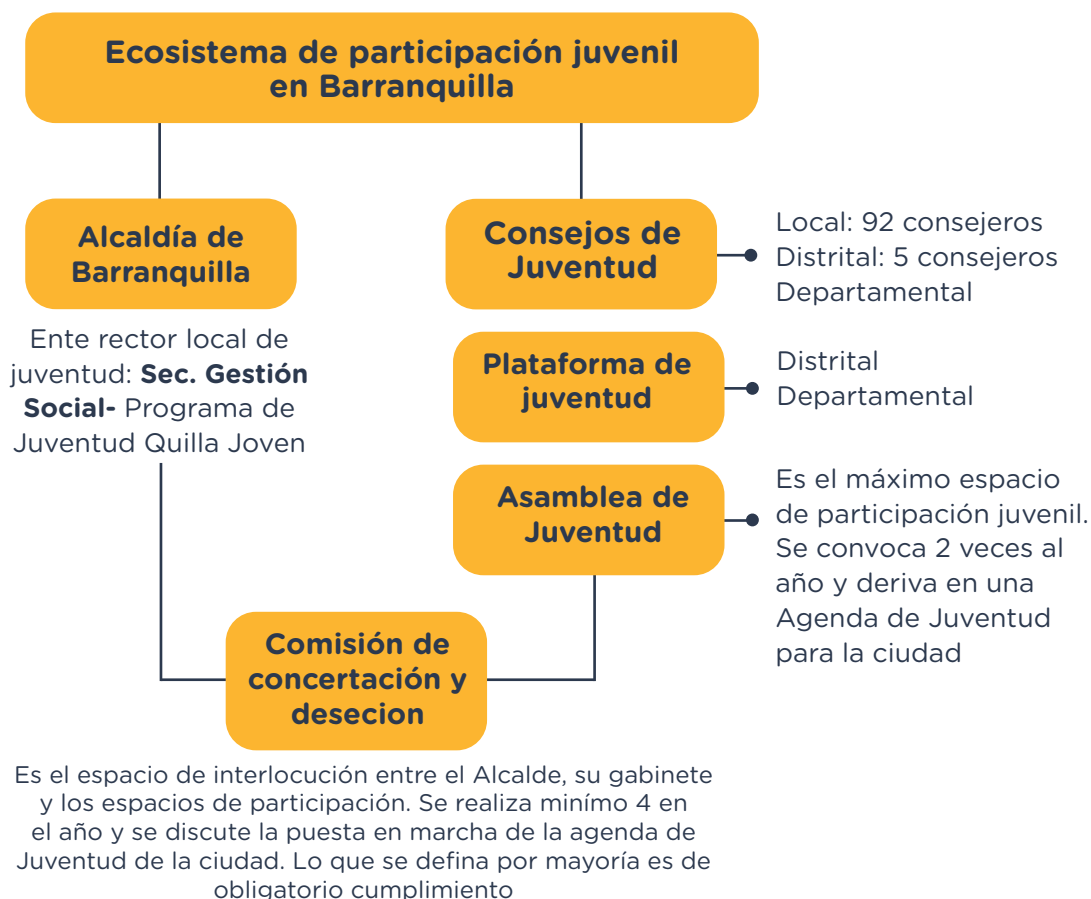 Ecosistema de participación juvenil
en Barranquilla
Alcaldía de
Barranquilla
Ente rector local de
juventud: Sec. Gestión
Social- Programa de
Juventud Quilla Joven
Consejos de
Juventud
Local: 92 consejeros
Distrital: 5 consejeros
Departamental
Plataforma de
juventud
Distrital
Departamental
Asamblea de
Juventud
Es el máximo espacio
de participación juvenil.
Se convoca 2 veces al
año y deriva en una
Agenda de Juventud
para la ciudad
Comisión de
concertación y
desecion
Es el espacio de interlocución entre el Alcalde, su gabinete
y los espacios de participación. Se realiza minímo 4 en
el año y se discute la puesta en marcha de la agenda de
Juventud de la ciudad. Lo que se defina por mayoría es de
obligatorio cumplimiento